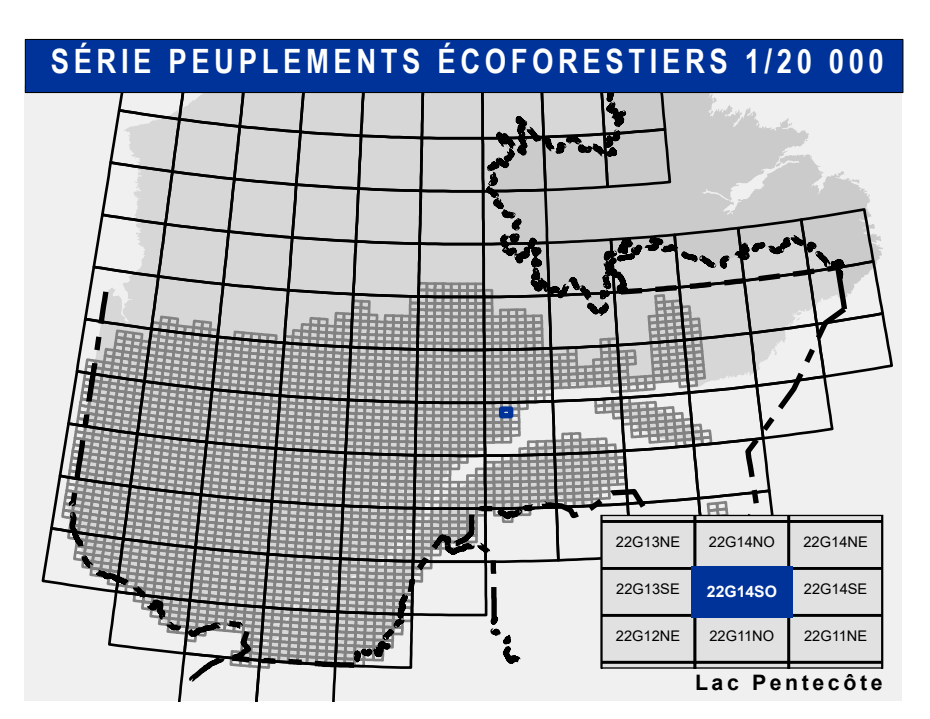 SÉRIE PEUPLEMENTS ÉCOFORESTIERS 1/20 000
22G13NE 22G14NO 22G14NE
22G13SE 22G14SO 22G14SE
22G12NE 22G11NO 22G11NE
Lac Pentecôte